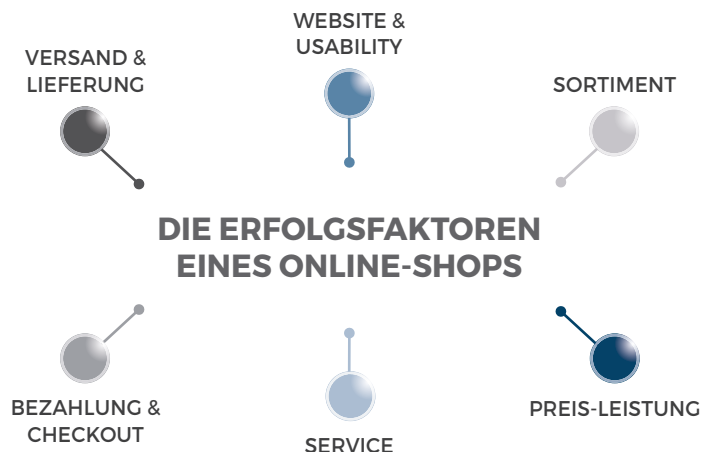 WEBSITE &
USABILITY
VERSAND &
LIEFERUNG
SORTIMENT
DIE ERFOLGSFAKTOREN
EINES ONLINE-SHOPS
BEZAHLUNG &
CHECKOUT
PREIS-LEISTUNG
SERVICE